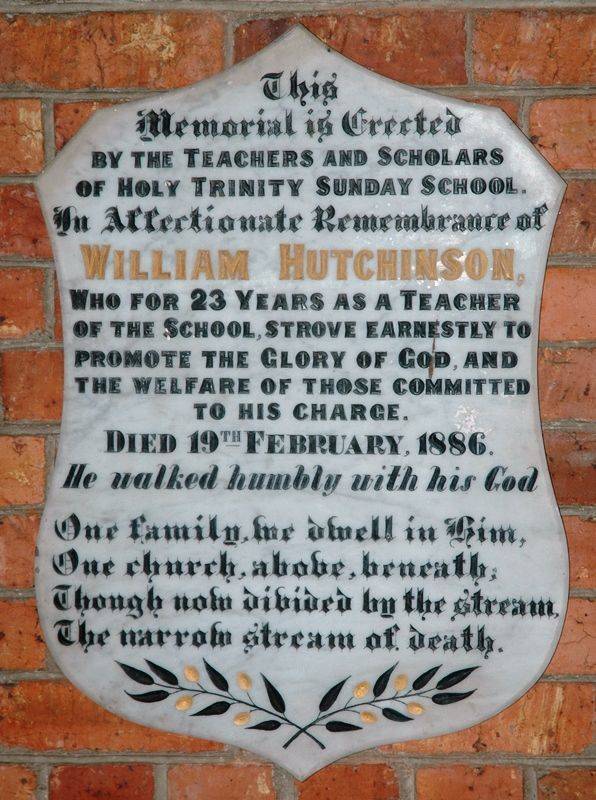 This
Memorial is Erected
BY THE TEACHERS AND SCHOLARS
OF HOLY TRINITY SUNDAY SCHOOL.
In Affectionate Remembrance of
WILLIAM HUTCHINSON,
WHO FOR 23 YEARS AS A TEACHER
OF THE SCHOOL, STROVE EARNESTLY TO
PROMOTE THE GLORY OF GOD, AND
THE WELFARE OF THOSE COMMITTED
TO HIS CHARGE.
DIED 19TH FEBRUARY, 1886.
He walked humbly with his God
One family, we dwell in Him,
One church, above, beneath;
Though now divided by the stream,
The narrow stream of death.